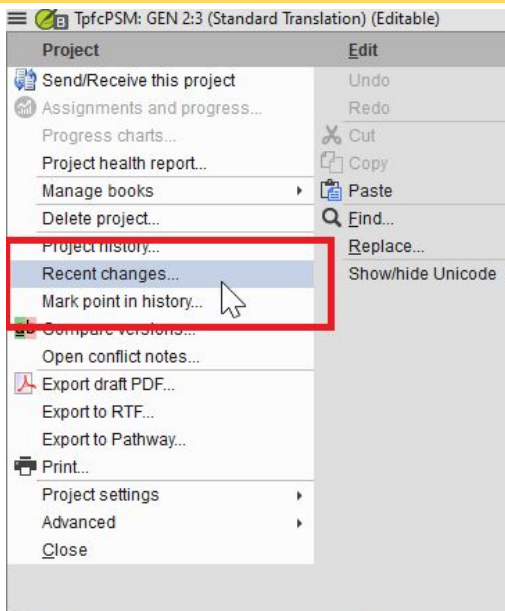 TpfcPSM: GEN 2:3 (Standard Translation) (Editable)
Project
Send/Receive this project
Assignments and progress...
Progress charts...
Project health report...
Manage books
Delete project...
Project history...
Recent changes...
Mark point in history...
Compare versions...
Open conflict notes...
Export draft PDF...
Export to RTF...
Export to Pathway...
Print...
Project settings
Advanced
Close
Edit
Undo
Redo
Cut
Copy
Paste
Find...
Replace...
Show/hide Unicode